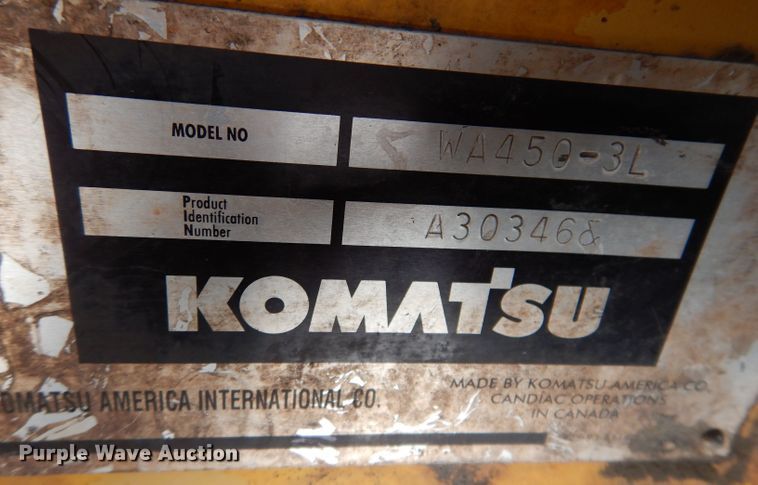 MODEL NO
WA450-3L
Product
Identification
Number
A30346&
KOMATSU
OMATSU AMERICA INTERNATIONAL CO.
MADE BY KOMATSU AMERICA CO.
CANDIAC OPERATIONS
IN CANADA
Purple Wave Auction